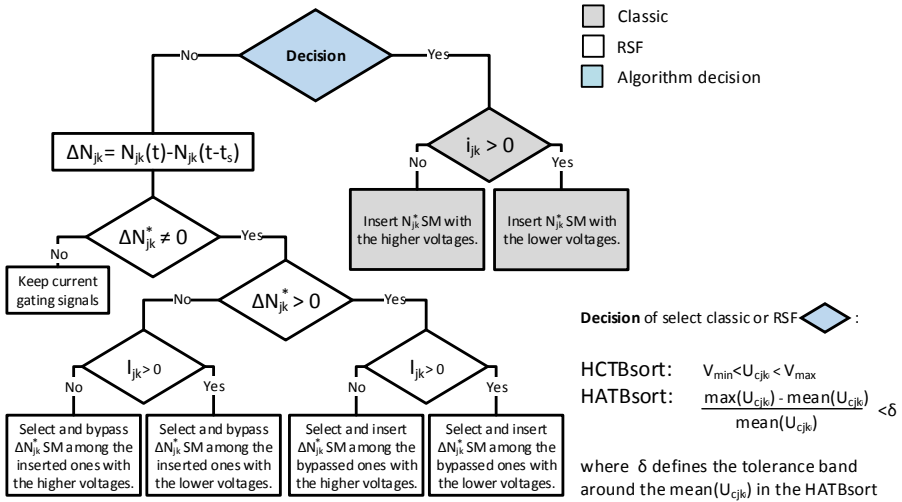 Classic
RSF
Algorithm decision
Decision
No
Yes
ΔN_jk = N_jk(t)-N_jk(t-t_s)
i_jk > 0
No
Yes
Insert N*_jk SM with
the higher voltages.
Insert N*_jk SM with
the lower voltages.
ΔN*_jk ≠ 0
No
Yes
Keep current
gating signals
ΔN*_jk > 0
No
Yes
I_jk > 0
No
Yes
I_jk > 0
No
Yes
Select and bypass
ΔN*_jk SM among the
inserted ones with
the higher voltages.
Select and bypass
ΔN*_jk SM among the
inserted ones with
the lower voltages.
Select and insert
ΔN*_jk SM among the
bypassed ones with
the higher voltages.
Select and insert
ΔN*_jk SM among the
bypassed ones with
the lower voltages.
Decision of select classic or RSF :
HCTBsort: V_min<U_cjki < V_max
HATBsort: max(U_cjki) - mean(U_cjki)
mean(U_cjki)
<δ
where δ defines the tolerance band
around the mean(U_cjki) in the HATBsort